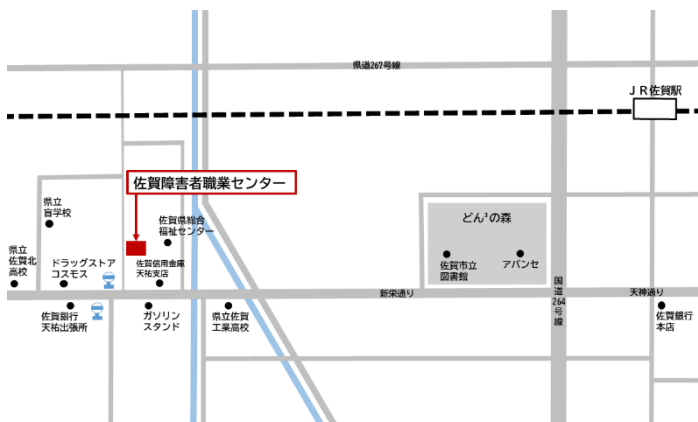 県道267号線
ＪＲ佐賀駅
佐賀障害者職業センター
県立
盲学校
佐賀県総合
福祉センター
どん³の森
県立
佐賀北
高校
ドラッグストア
コスモス
佐賀信用金庫
天祐支店
佐賀市立
図書館
アバンセ
新栄通り
国道264号線
天神通り
佐賀銀行
天祐出張所
ガソリン
スタンド
県立佐賀
工業高校
佐賀銀行
本店